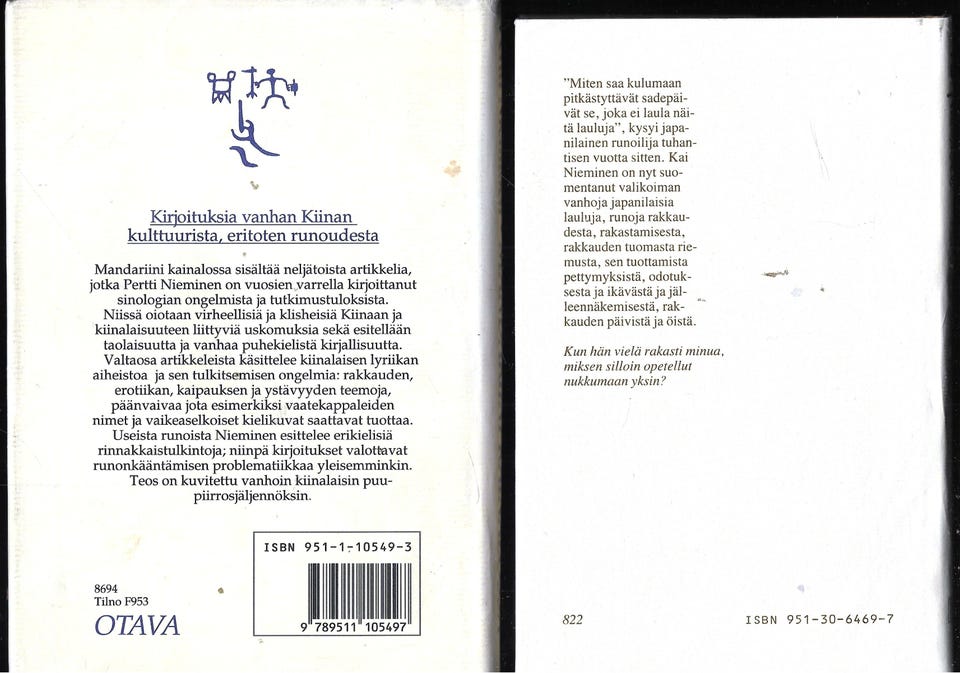 Kirjoituksia vanhan Kiinan
kulttuurista, eritoten runoudesta
Mandariini kainalossa sisältää neljätoista artikkelia,
jotka Pertti Nieminen on vuosien varrella kirjoittanut
sinologian ongelmista ja tutkimustuloksista.
Niissä oiotaan virheellisiä ja klisheisiä Kiinaan ja
kiinalaisuuteen liittyviä uskomuksia sekä esitellään
taolaisuutta ja vanhaa puhekielistä kirjallisuutta.
Valtaosa artikkeleista käsittelee kiinalaisen lyriikan
aiheistoa ja sen tulkitsemisen ongelmia: rakkauden,
erotiikan, kaipauksen ja ystävyyden teemoja,
päänvaivaa jota esimerkiksi vaatekappaleiden
nimet ja vaikeaselkoiset kielikuvat saattavat tuottaa.
Useista runoista Nieminen esittelee erikielisiä
rinnakkaistulkintoja; niinpä kirjoitukset valottavat
runonkääntämisen problematiikkaa yleisemminkin.
Teos on kuvitettu vanhoin kiinalaisin puu-
piirrosjäljennöksin.
ISBN 951-1-10549-3
9 789511 105497
8694
Tilno F953
OTAVA
"Miten saa kulumaan
pitkästyttävät sadepäi-
vät se, joka ei laula näi-
tä lauluja", kysyi japa-
nilainen runoilija tuhan-
tisen vuotta sitten. Kai
Nieminen on nyt suo-
mentanut valikoiman
vanhoja japanilaisia
lauluja, runoja rakkau-
desta, rakastamisesta,
rakkauden tuomasta rie-
musta, sen tuottamista
pettymyksistä, odotuk-
sesta ja ikävästä ja jäl-
leennäkemisestä, rak-
kauden päivistä ja öistä.
Kun hän vielä rakasti minua,
miksen silloin opetellut
nukkumaan yksin?
822
ISBN 951-30-6469-7